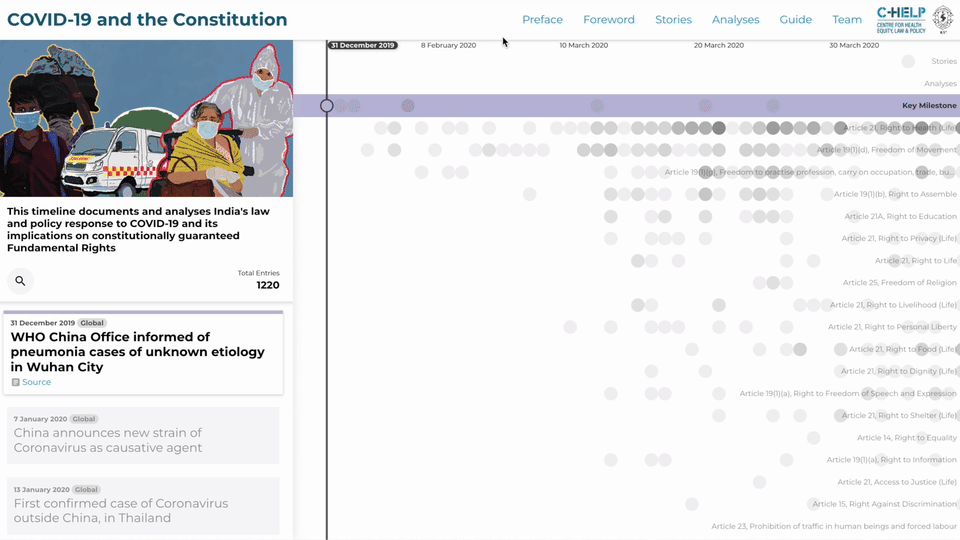 COVID-19 and the Constitution
Preface Foreword Stories Analyses Guide Team
C-HELP
CENTRE FOR HEALTH
EQUITY, LAW & POLICY
31 December 2019 8 February 2020 10 March 2020 20 March 2020 30 March 2020
Stories
Analyses
Key Milestone
Article 21, Right to Health (Life)
Article 19(1)(d), Freedom of Movement
Article 19(1)(g), Freedom to practise profession, carry on occupation, trade, bu...
Article 19(1)(b), Right to Assemble
Article 21A, Right to Education
Article 21, Right to Privacy (Life)
Article 21, Right to Life
Article 25, Freedom of Religion
Article 21, Right to Livelihood (Life)
Article 21, Right to Personal Liberty
Article 21, Right to Food (Life)
Article 21, Right to Dignity (Life)
Article 19(1)(a), Right to Freedom of Speech and Expression
Article 21, Right to Shelter (Life)
Article 14, Right to Equality
Article 19(1)(a), Right to Information
Article 21, Access to Justice (Life)
Article 15, Right Against Discrimination
Article 23, Prohibition of traffic in human beings and forced labour
This timeline documents and analyses India's law
and policy response to COVID-19 and its
implications on constitutionally guaranteed
Fundamental Rights
Total Entries
1220
31 December 2019 Global
WHO China Office informed of
pneumonia cases of unknown etiology
in Wuhan City
Source
7 January 2020 Global
China announces new strain of
Coronavirus as causative agent
13 January 2020 Global
First confirmed case of Coronavirus
outside China, in Thailand